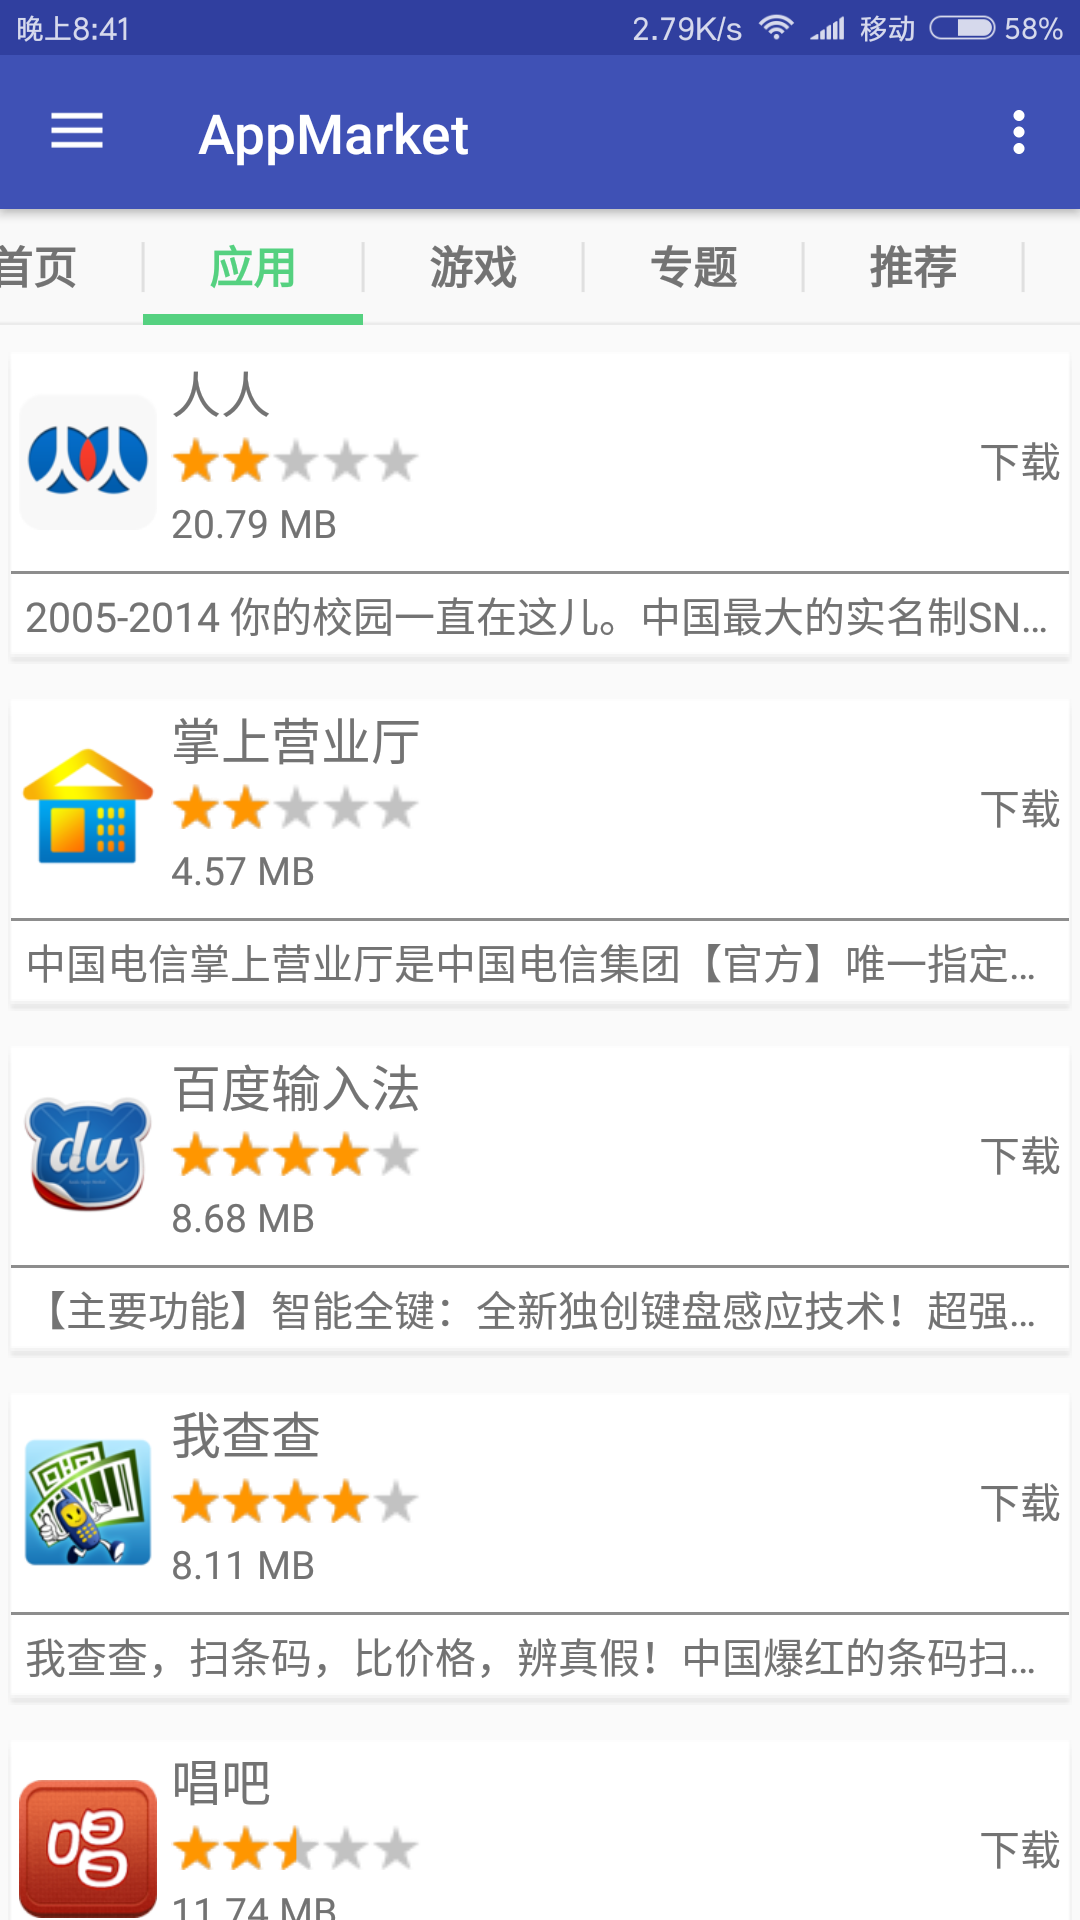 晚上8:41 2.79K/s 移动 58%
AppMarket
首页 应用 游戏 专题 推荐
人人
下载
20.79 MB
2005-2014 你的校园一直在这儿。中国最大的实名制SN...
掌上营业厅
下载
4.57 MB
中国电信掌上营业厅是中国电信集团【官方】唯一指定...
百度输入法
du
下载
8.68 MB
【主要功能】智能全键：全新独创键盘感应技术！超强...
我查查
下载
8.11 MB
我查查，扫条码，比价格，辨真假！中国爆红的条码扫...
唱吧
唱
下载
11.74 MB